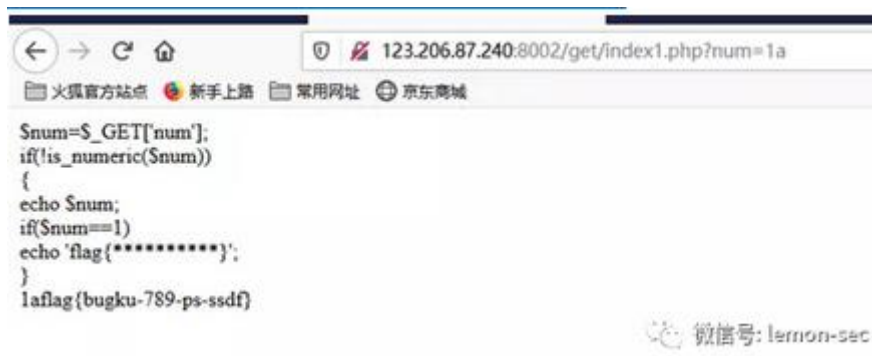 123.206.87.240:8002/get/index1.php?num=1a
火狐官方站点 新手上路 常用网址 京东商城
$num=$_GET['num'];
if(!is_numeric($num))
{
echo $num;
if($num==1)
echo 'flag{**********}';
}
1aflag{bugku-789-ps-ssdf}
微信号: lemon-sec